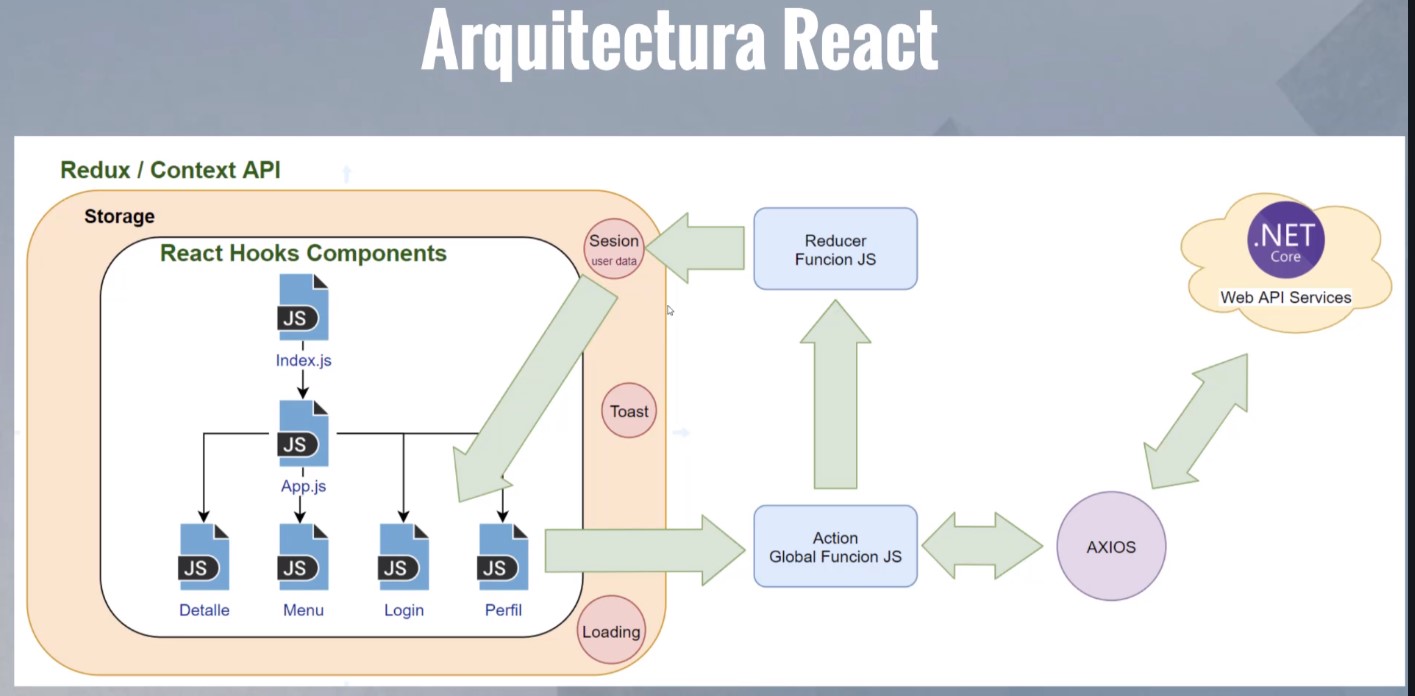 Arquitectura React
Redux / Context API
Storage
React Hooks Components
Sesion
user data
Reducer
Funcion JS
.NET
Core
Web API Services
JS
Index.js
Toast
JS
App.js
Action
Global Funcion JS
AXIOS
JS
JS
JS
JS
Detalle
Menu
Login
Perfil
Loading